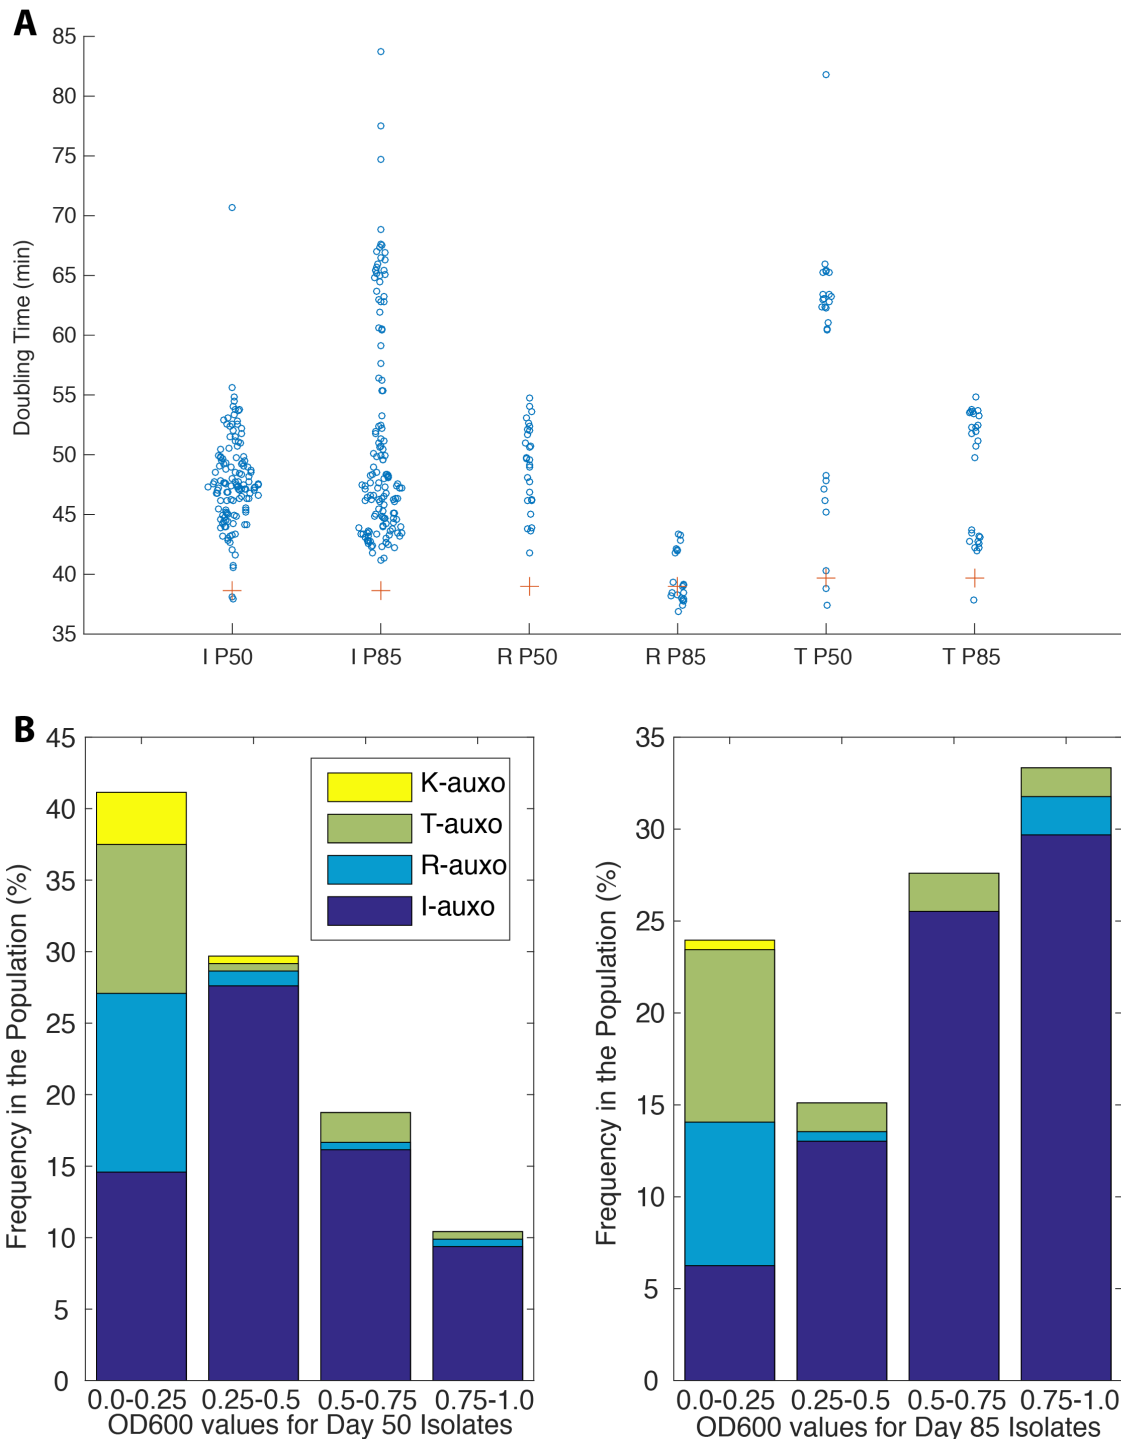 A
85
80
75
70
65
60
55
50
45
40
35
Doubling Time (min)
I P50 I P85 R P50 R P85 T P50 T P85
B
45
40
35
30
25
20
15
10
5
0
Frequency in the Population (%)
K-auxo
T-auxo
R-auxo
I-auxo
0.0-0.25 0.25-0.5 0.5-0.75 0.75-1.0
OD600 values for Day 50 Isolates
35
30
25
20
15
10
5
0
Frequency in the Population (%)
0.0-0.25 0.25-0.5 0.5-0.75 0.75-1.0
OD600 values for Day 85 Isolates